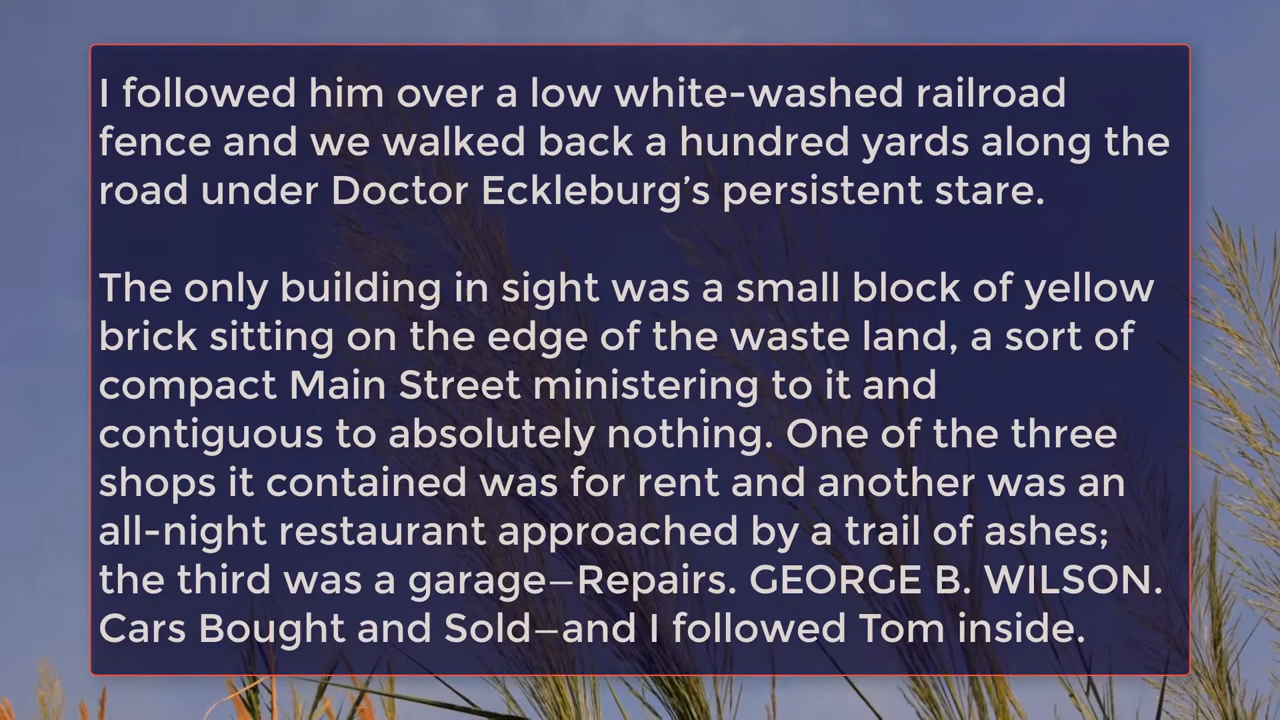 I followed him over a low white-washed railroad
fence and we walked back a hundred yards along the
road under Doctor Eckleburg’s persistent stare.
The only building in sight was a small block of yellow
brick sitting on the edge of the waste land, a sort of
compact Main Street ministering to it and
contiguous to absolutely nothing. One of the three
shops it contained was for rent and another was an
all-night restaurant approached by a trail of ashes;
the third was a garage—Repairs. GEORGE B. WILSON.
Cars Bought and Sold—and I followed Tom inside.